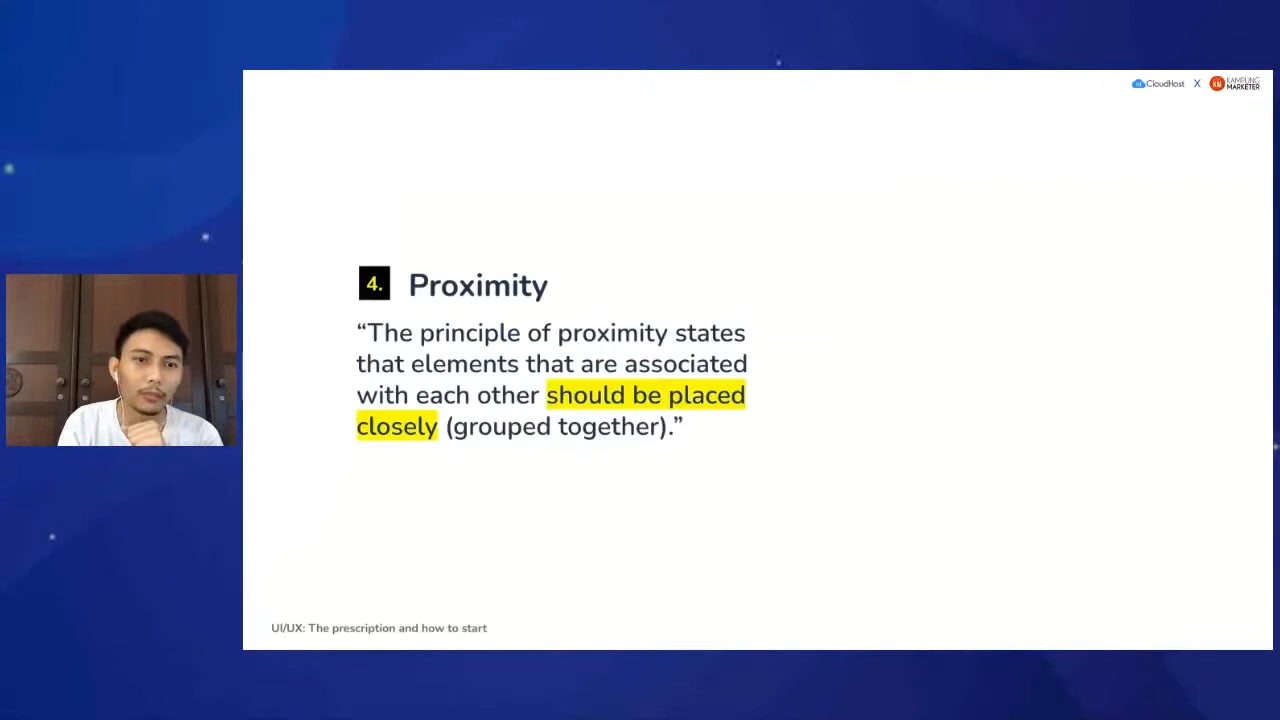 CloudHost X KM KAMPUNG
MARKETER
4. Proximity
“The principle of proximity states
that elements that are associated
with each other should be placed
closely (grouped together).”
UI/UX: The prescription and how to start